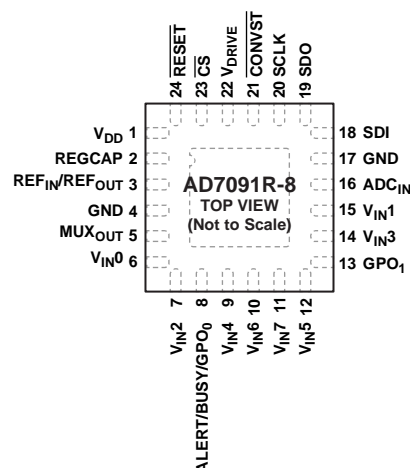 24 RESET
23 CS
22 VDRIVE
21 CONVST
20 SCLK
19 SDO
VDD 1
REGCAP 2
REFIN/REFOUT 3
GND 4
MUXOUT 5
VIN0 6
AD7091R-8
TOP VIEW
(Not to Scale)
18 SDI
17 GND
16 ADCIN
15 VIN1
14 VIN3
13 GPO1
7 VIN2
8 ALERT/BUSY/GPO0
9 VIN4
10 VIN6
11 VIN7
12 VIN5